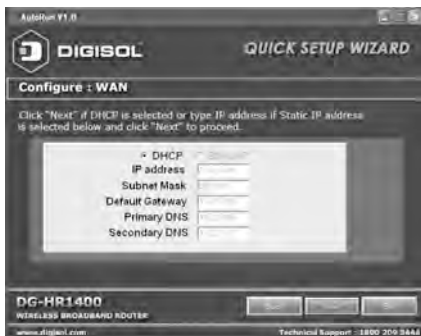 AutoRun V1.0
DIGISOL
QUICK SETUP WIZARD
Configure : WAN
Click "Next" if DHCP is selected or type IP address if Static IP address
is selected below and click "Next" to proceed.
DHCP
IP address
Subnet Mask
Default Gateway
Primary DNS
Secondary DNS
DG-HR1400
WIRELESS BROADBAND ROUTER
www.digisol.com
Technical Support : 1800 209 3444